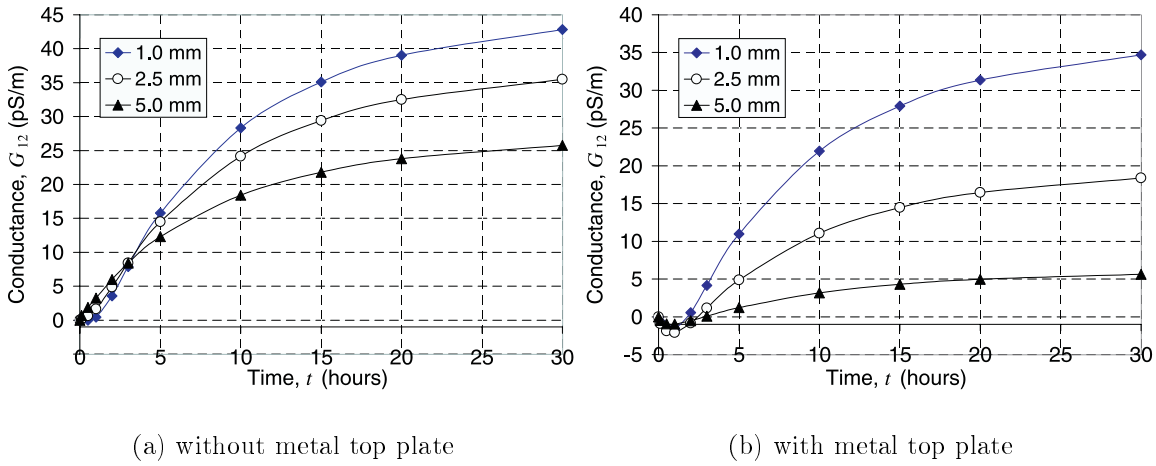 45
40
35
30
25
20
15
10
5
0
Conductance, G12 (pS/m)
1.0 mm
2.5 mm
5.0 mm
0 5 10 15 20 25 30
Time, t (hours)
(a) without metal top plate
40
35
30
25
20
15
10
5
0
-5
Conductance, G12 (pS/m)
1.0 mm
2.5 mm
5.0 mm
0 5 10 15 20 25 30
Time, t (hours)
(b) with metal top plate